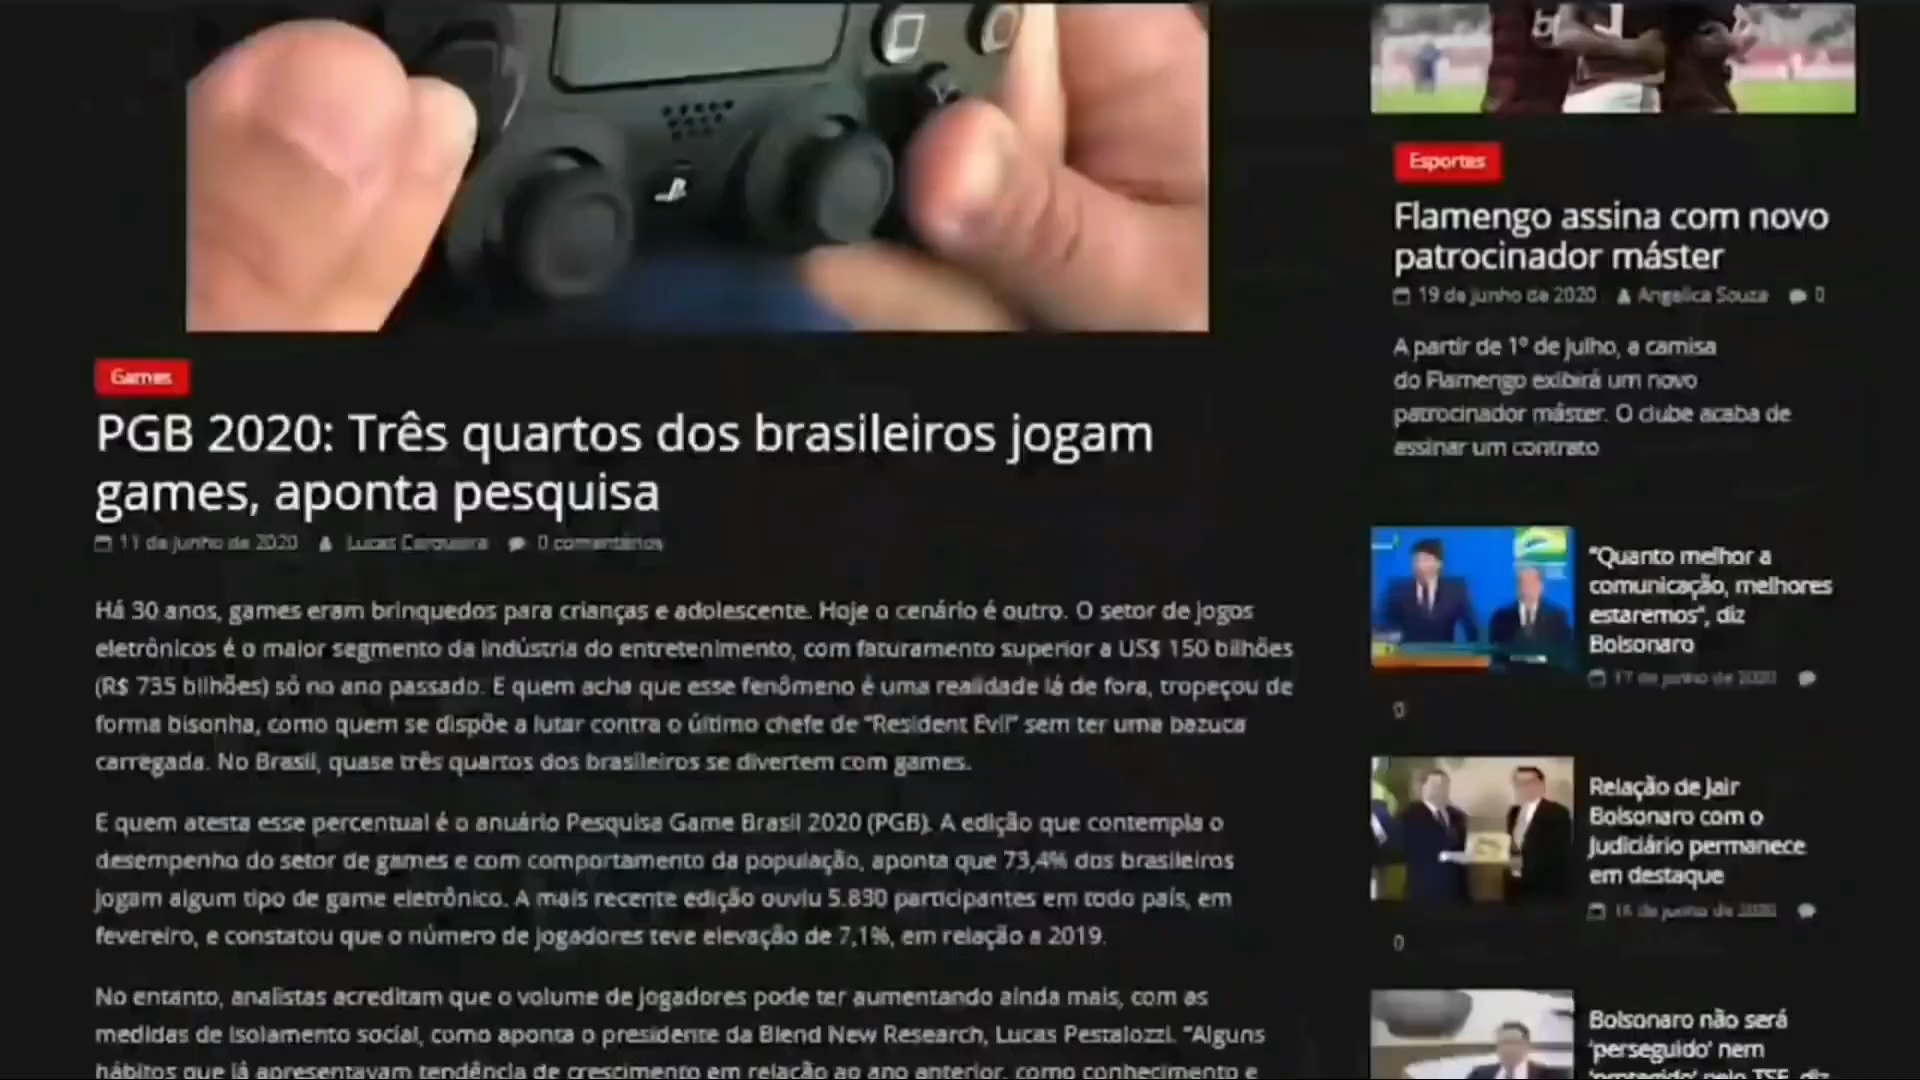 Games
PGB 2020: Três quartos dos brasileiros jogam
games, aponta pesquisa
11 de junho de 2020 Lucas Cerqueira 0 comentários
Há 30 anos, games eram brinquedos para crianças e adolescente. Hoje o cenário é outro. O setor de jogos
eletrônicos é o maior segmento da indústria do entretenimento, com faturamento superior a US$ 150 bilhões
(R$ 735 bilhões) só no ano passado. E quem acha que esse fenômeno é uma realidade lá de fora, tropeçou de
forma bisonha, como quem se dispõe a lutar contra o último chefe de “Resident Evil” sem ter uma bazuca
carregada. No Brasil, quase três quartos dos brasileiros se divertem com games.
E quem atesta esse percentual é o anuário Pesquisa Game Brasil 2020 (PGB). A edição que contempla o
desempenho do setor de games e com comportamento da população, aponta que 73,4% dos brasileiros
jogam algum tipo de game eletrônico. A mais recente edição ouviu 5.830 participantes em todo país, em
fevereiro, e constatou que o número de jogadores teve elevação de 7,1%, em relação a 2019.
No entanto, analistas acreditam que o volume de jogadores pode ter aumentando ainda mais, com as
medidas de isolamento social, como aponta o presidente da Blend New Research, Lucas Pestalozzi. “Alguns
hábitos que já apresentavam tendência de crescimento em relação ao ano anterior, como conhecimento e
Esportes
Flamengo assina com novo
patrocinador máster
19 de junho de 2020 Angelica Souza 0
A partir de 1º de julho, a camisa
do Flamengo exibirá um novo
patrocinador máster. O clube acaba de
assinar um contrato
“Quanto melhor a
comunicação, melhores
estaremos”, diz
Bolsonaro
17 de junho de 2020
0
Relação de Jair
Bolsonaro com o
Judiciário permanece
em destaque
16 de junho de 2020
0
Bolsonaro não será
‘perseguido’ nem
‘protegido’ pelo TSE, diz